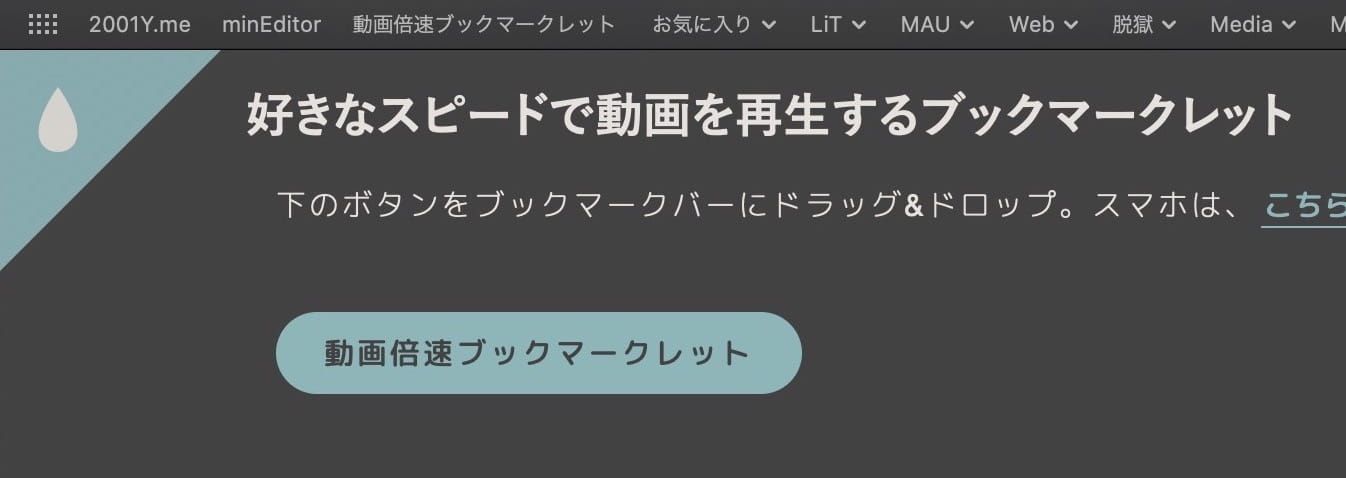 2001Y.me minEditor 動画倍速ブックマークレット お気に入り LiT MAU Web 脱獄 Media M
好きなスピードで動画を再生するブックマークレット
下のボタンをブックマークバーにドラッグ&ドロップ。スマホは、 こちら
動画倍速ブックマークレット